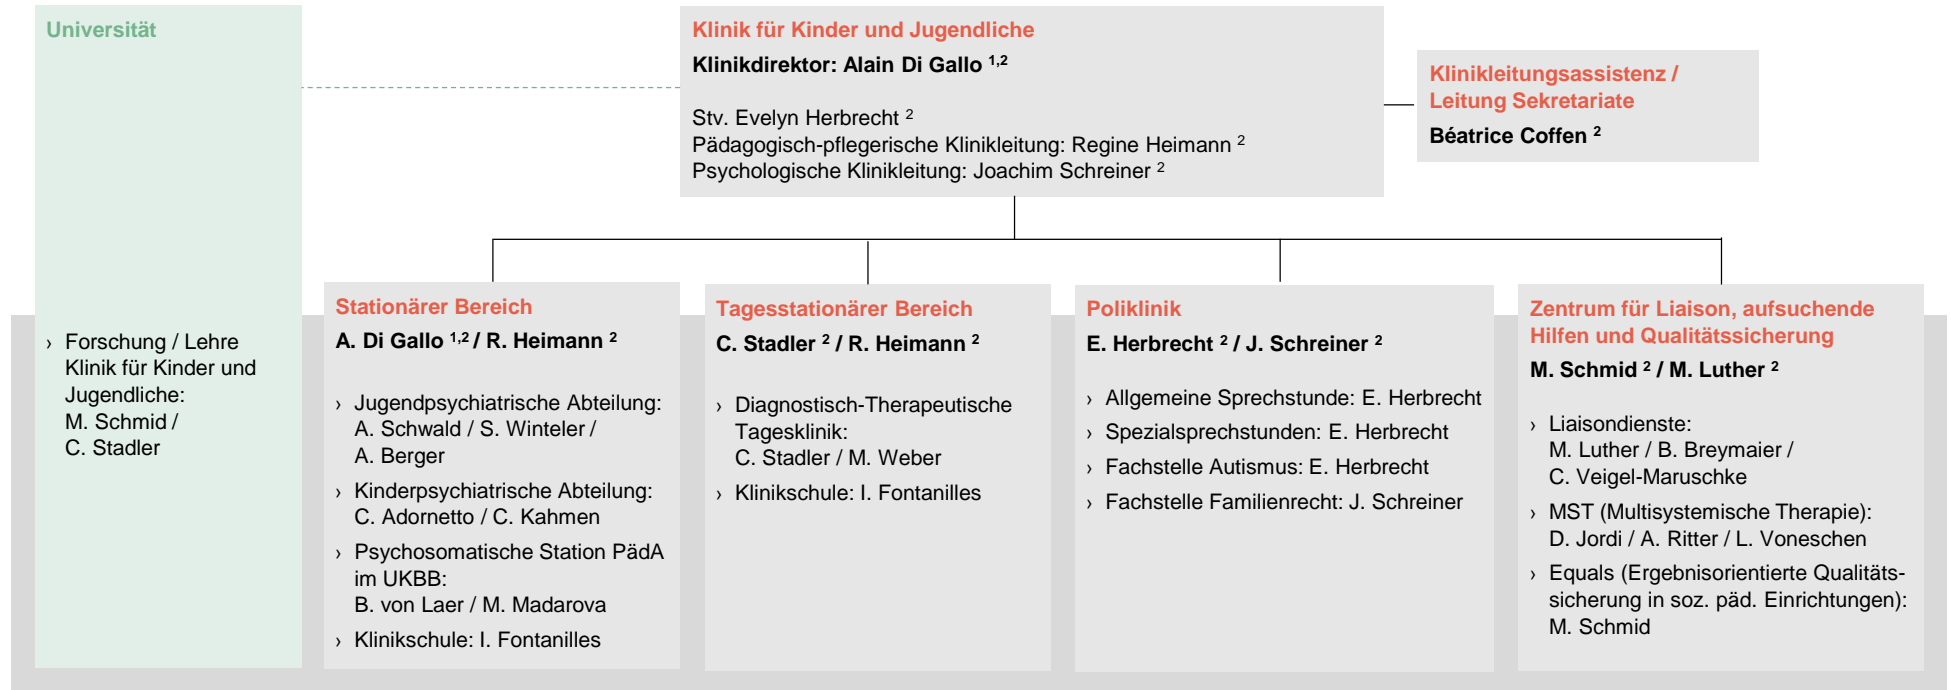 Universität
› Forschung / Lehre
Klinik für Kinder und
Jugendliche:
M. Schmid /
C. Stadler
Klinik für Kinder und Jugendliche
Klinikdirektor: Alain Di Gallo 1,2
Stv. Evelyn Herbrecht 2
Pädagogisch-pflegerische Klinikleitung: Regine Heimann 2
Psychologische Klinikleitung: Joachim Schreiner 2
Klinikleitungsassistenz /
Leitung Sekretariate
Béatrice Coffen 2
Stationärer Bereich
A. Di Gallo 1,2 / R. Heimann 2
› Jugendpsychiatrische Abteilung:
A. Schwald / S. Winteler /
A. Berger
› Kinderpsychiatrische Abteilung:
C. Adornetto / C. Kahmen
› Psychosomatische Station PädA
im UKBB:
B. von Laer / M. Madarova
› Klinikschule: I. Fontanilles
Tagesstationärer Bereich
C. Stadler 2 / R. Heimann 2
› Diagnostisch-Therapeutische
Tagesklinik:
C. Stadler / M. Weber
› Klinikschule: I. Fontanilles
Poliklinik
E. Herbrecht 2 / J. Schreiner 2
› Allgemeine Sprechstunde: E. Herbrecht
› Spezialsprechstunden: E. Herbrecht
› Fachstelle Autismus: E. Herbrecht
› Fachstelle Familienrecht: J. Schreiner
Zentrum für Liaison, aufsuchende
Hilfen und Qualitätssicherung
M. Schmid 2 / M. Luther 2
› Liaisondienste:
M. Luther / B. Breymaier /
C. Veigel-Maruschke
› MST (Multisystemische Therapie):
D. Jordi / A. Ritter / L. Voneschen
› Equals (Ergebnisorientierte Qualitäts-
sicherung in soz. päd. Einrichtungen):
M. Schmid